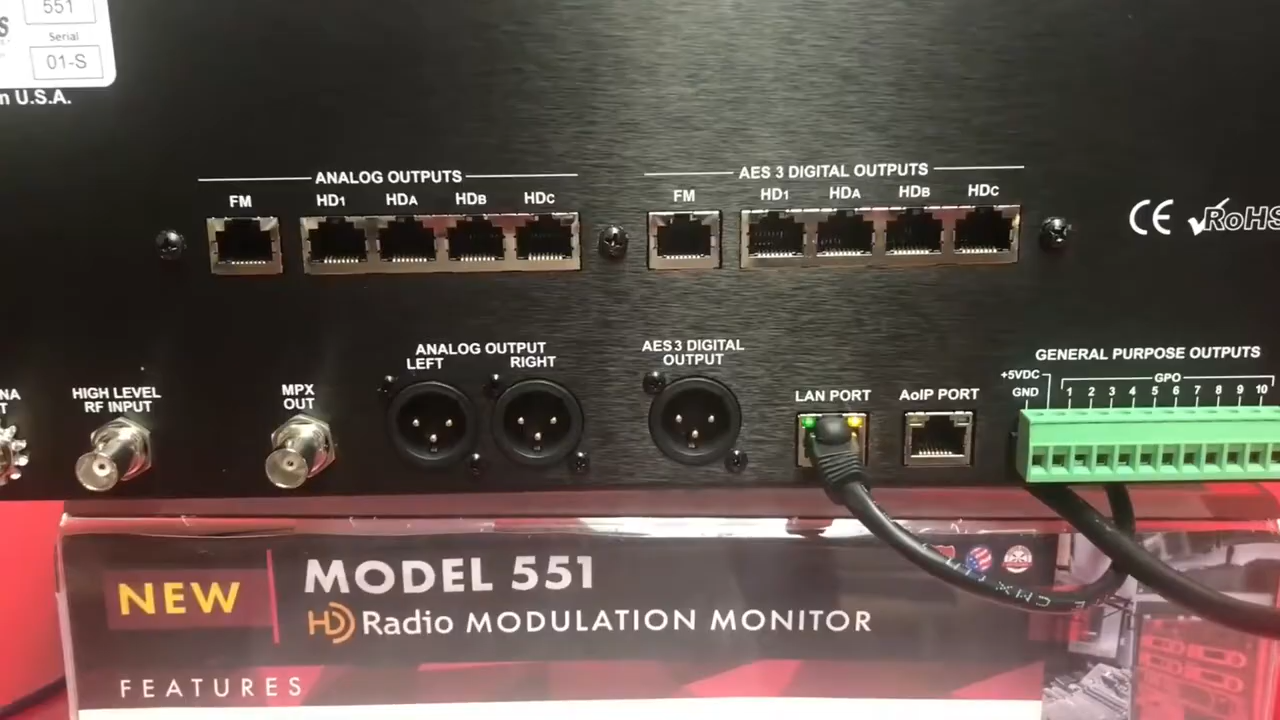 551
Serial
01-S
U.S.A.
ANALOG OUTPUTS
FM HD1 HDA HDB HDC
AES 3 DIGITAL OUTPUTS
FM HD1 HDA HDB HDC
CE RoHS
HIGH LEVEL
RF INPUT
MPX
OUT
ANALOG OUTPUT
LEFT RIGHT
AES3 DIGITAL
OUTPUT
LAN PORT
AoIP PORT
GENERAL PURPOSE OUTPUTS
+5VDC
GPO
GND 1 2 3 4 5 6 7 8 9 10
NEW
MODEL 551
HD Radio MODULATION MONITOR
FEATURES
CMX